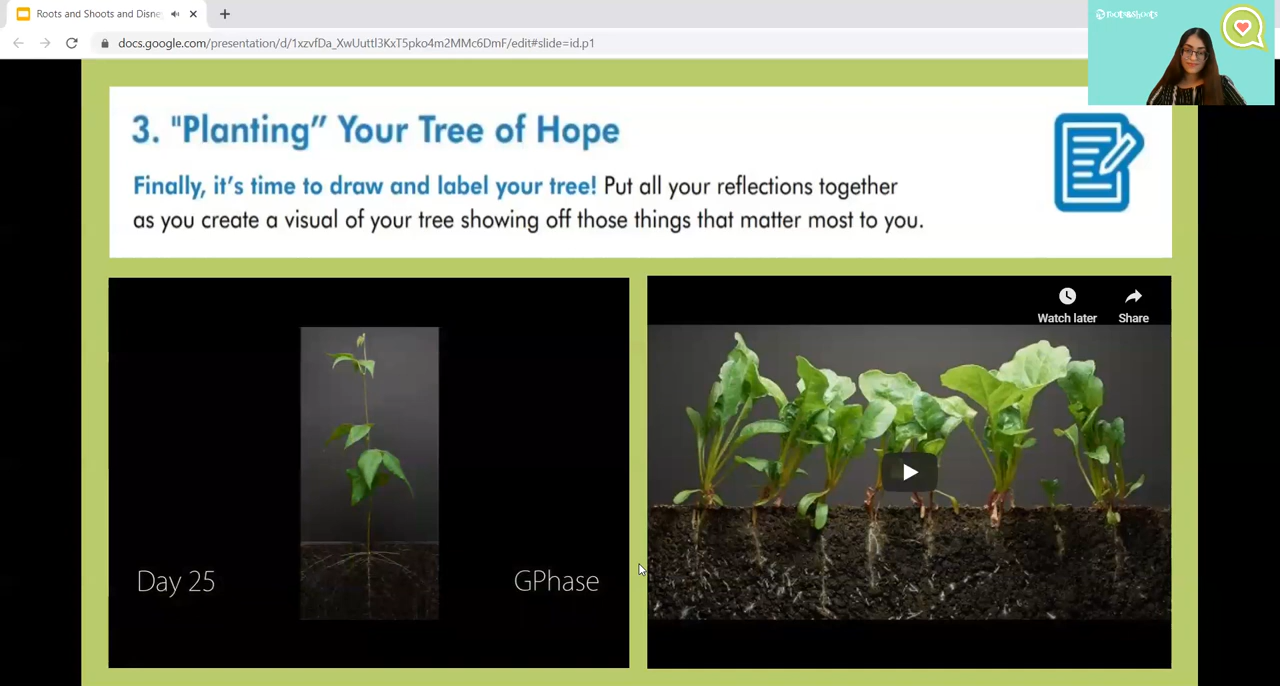 Roots and Shoots and Disne
docs.google.com/presentation/d/1xzvfDa_XwUuttl3KxT5pko4m2MMc6DmF/edit#slide=id.p1
roots&shoots
3. "Planting” Your Tree of Hope
Finally, it’s time to draw and label your tree! Put all your reflections together
as you create a visual of your tree showing off those things that matter most to you.
Watch later
Share
Day 25
GPhase